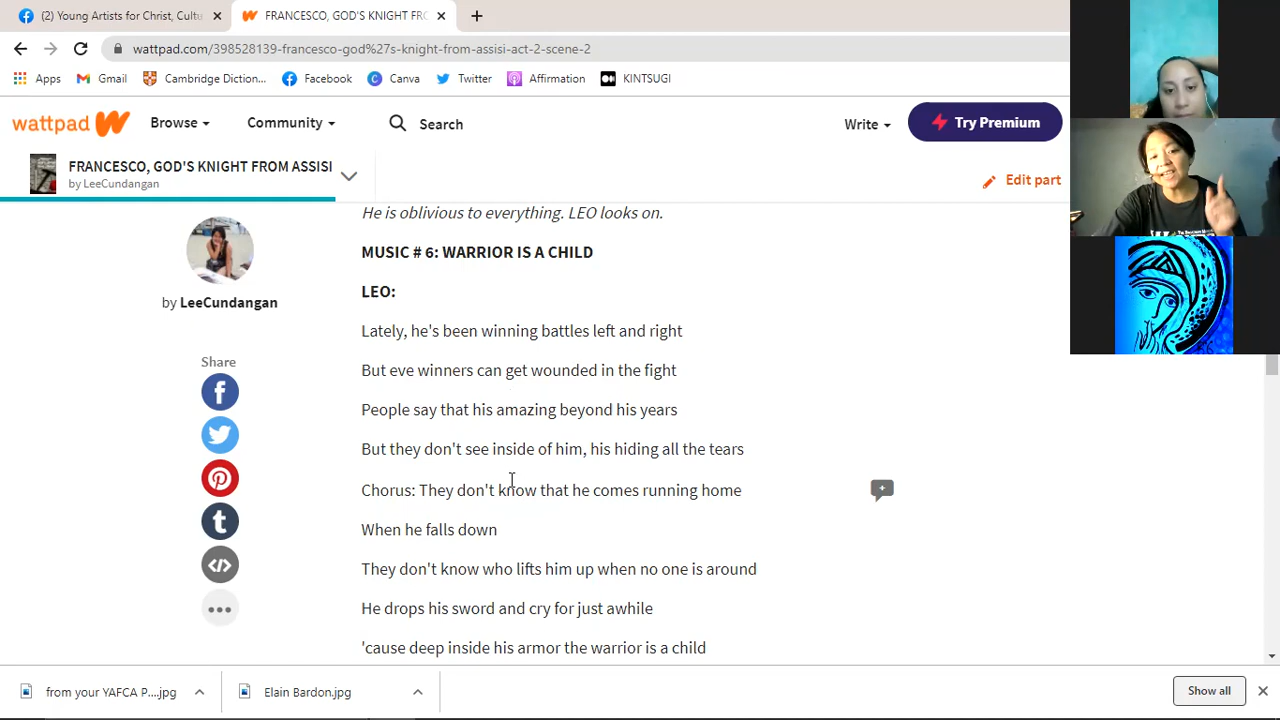 (2) Young Artists for Christ, Cultu
FRANCESCO, GOD'S KNIGHT FRO
wattpad.com/398528139-francesco-god%27s-knight-from-assisi-act-2-scene-2
Apps Gmail Cambridge Diction... Facebook Canva Twitter Affirmation KINTSUGI
wattpad Browse Community Search Write Try Premium
FRANCESCO, GOD'S KNIGHT FROM ASSISI
by LeeCundangan
Edit part
by LeeCundangan
Share
He is oblivious to everything. LEO looks on.
MUSIC # 6: WARRIOR IS A CHILD
LEO:
Lately, he's been winning battles left and right
But eve winners can get wounded in the fight
People say that his amazing beyond his years
But they don't see inside of him, his hiding all the tears
Chorus: They don't know that he comes running home
When he falls down
They don't know who lifts him up when no one is around
He drops his sword and cry for just awhile
'cause deep inside his armor the warrior is a child
from your YAFCA P....jpg
Elain Bardon.jpg
Show all